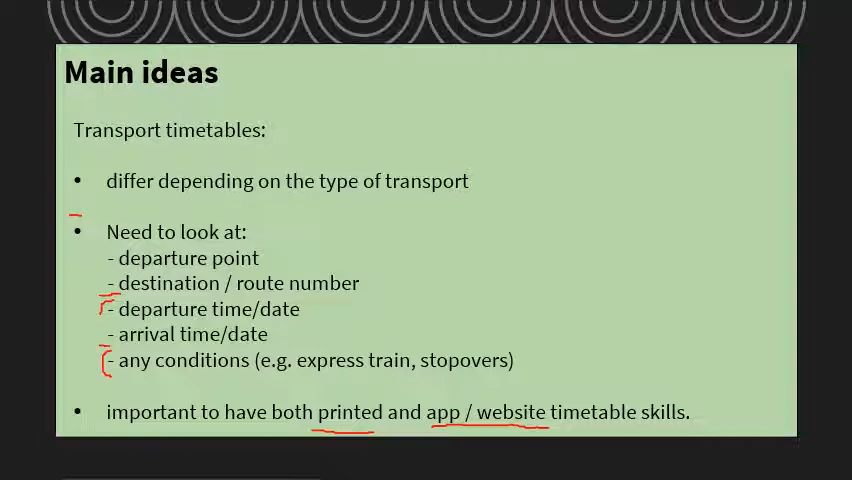 Main ideas
Transport timetables:
• differ depending on the type of transport
• Need to look at:
- departure point
- destination / route number
- departure time/date
- arrival time/date
- any conditions (e.g. express train, stopovers)
• important to have both printed and app / website timetable skills.